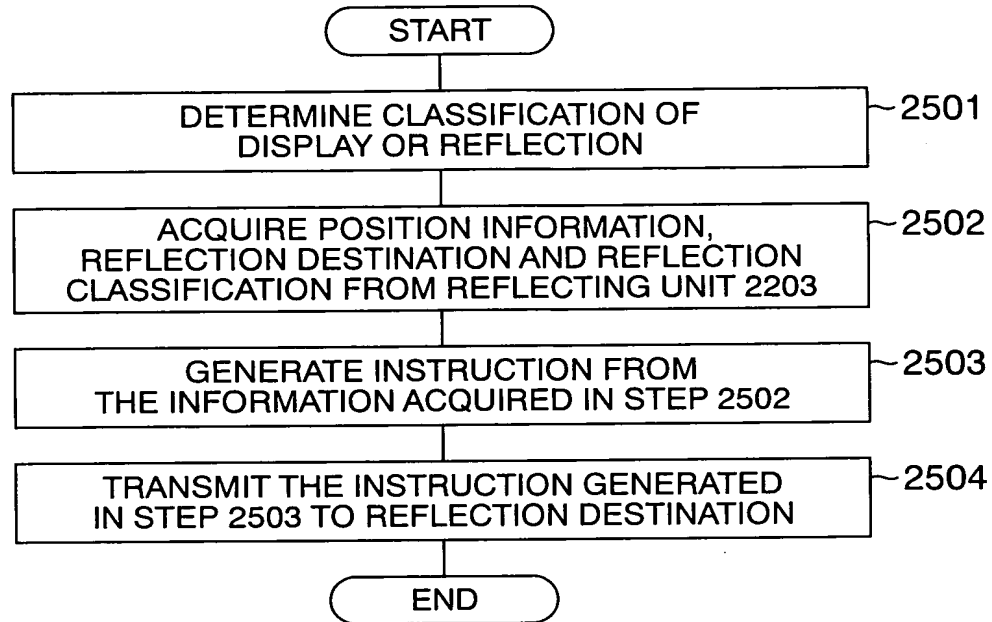 START
DETERMINE CLASSIFICATION OF
DISPLAY OR REFLECTION
2501
ACQUIRE POSITION INFORMATION,
REFLECTION DESTINATION AND REFLECTION
CLASSIFICATION FROM REFLECTING UNIT 2203
2502
GENERATE INSTRUCTION FROM
THE INFORMATION ACQUIRED IN STEP 2502
2503
TRANSMIT THE INSTRUCTION GENERATED
IN STEP 2503 TO REFLECTION DESTINATION
2504
END